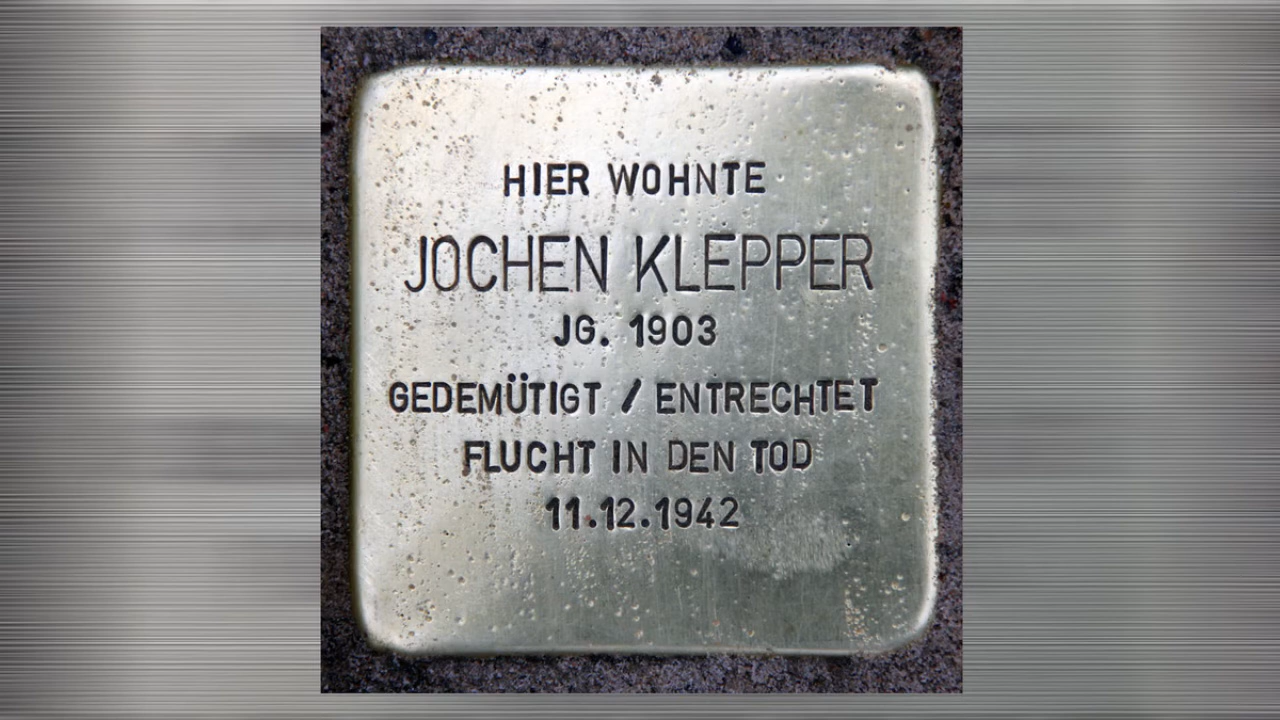 HIER WOHNTE
JOCHEN KLEPPER
JG. 1903
GEDEMÜTIGT / ENTRECHTET
FLUCHT IN DEN TOD
11.12.1942